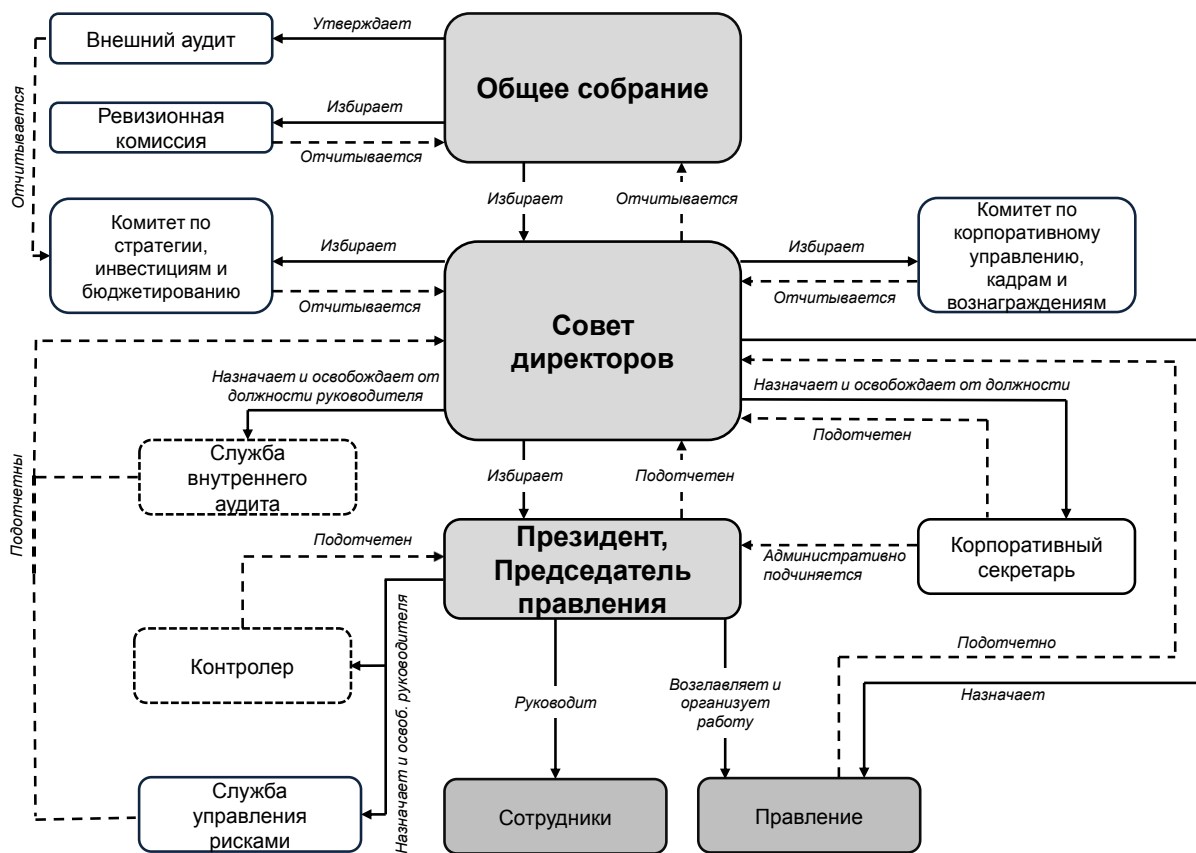 Утверждает
Внешний аудит
Общее собрание
Избирает
Ревизионная
комиссия
Отчитывается
Отчитывается
Избирает
Отчитывается
Комитет по
стратегии,
инвестициям и
бюджетированию
Избирает
Отчитывается
Избирает
Отчитывается
Комитет по
корпоративному
управлению,
кадрам и
вознаграждениям
Совет
директоров
Назначает и освобождает от
должности руководителя
Назначает и освобождает от должности
Подотчетен
Служба
внутреннего
аудита
Подотчетны
Избирает
Подотчетен
Подотчетен
Президент,
Председатель
правления
Административно
подчиняется
Корпоративный
секретарь
Контролер
Назначает и освоб. руководителя
Руководит
Возглавляет и
организует
работу
Подотчетно
Назначает
Служба
управления
рисками
Сотрудники
Правление